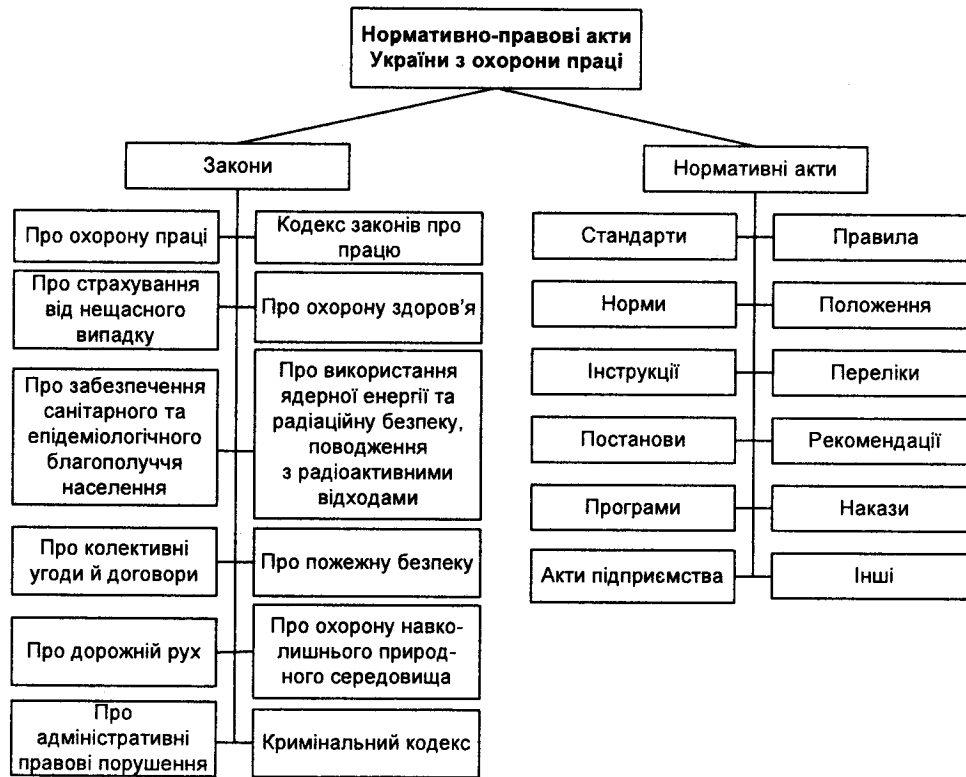 Нормативно-правові акти
України з охорони праці
Закони
Нормативні акти
Про охорону праці
Кодекс законів про
працю
Про страхування
від нещасного
випадку
Про охорону здоров'я
Про забезпечення
санітарного та
епідеміологічного
благополуччя
населення
Про використання
ядерної енергії та
радіаційну безпеку,
поводження
з радіоактивними
відходами
Про колективні
угоди й договори
Про пожежну безпеку
Про дорожній рух
Про охорону навко-
лишнього природ-
ного середовища
Про
адміністративні
правові порушення
Кримінальний кодекс
Стандарти
Правила
Норми
Положення
Інструкції
Переліки
Постанови
Рекомендації
Програми
Накази
Акти підприємства
Інші